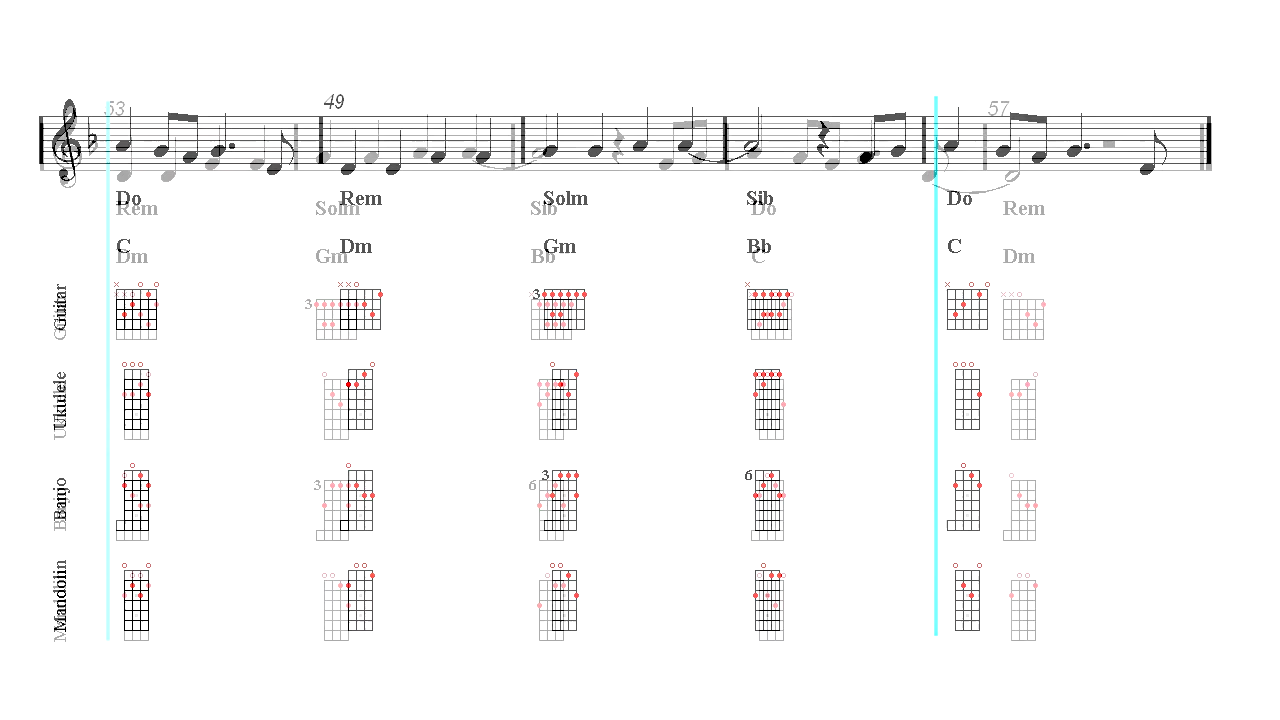 53 49 57
Do Rem Solm Sib Do
Rem Solm Sib Do Rem
C Dm Gm Bb C
Dm Gm Bb C Dm
Guitar 3 3
Ukulele
Banjo 3 6 3 6
Mandolin